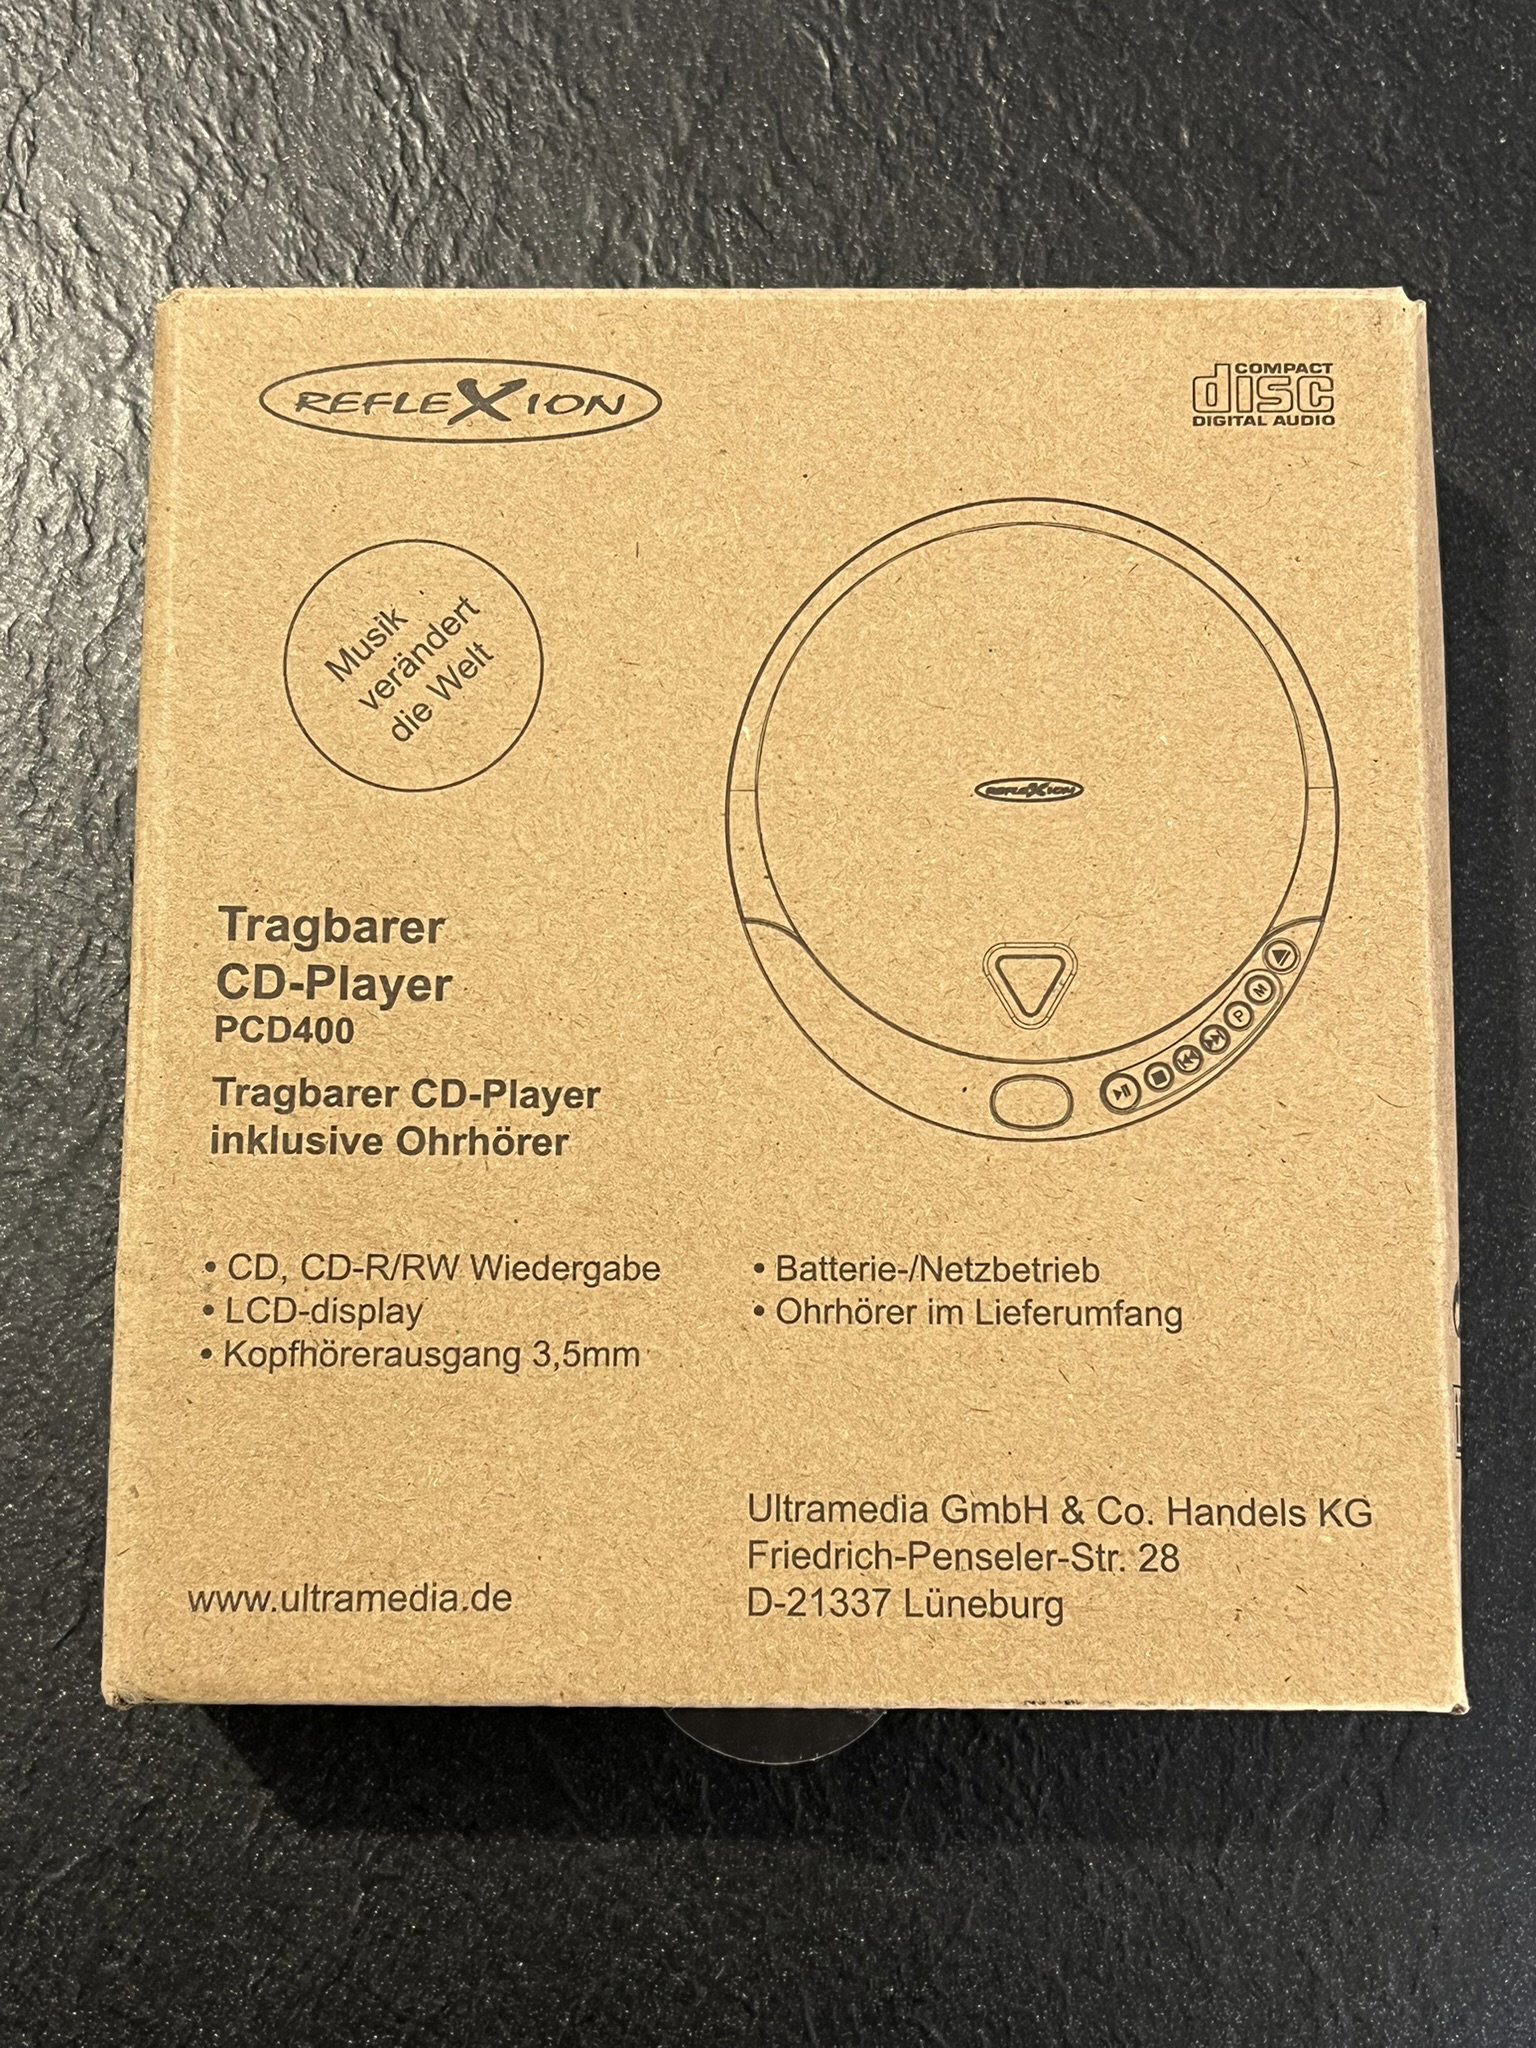 REFLEXION
COMPACT
disc
DIGITAL AUDIO
Musik
verändert
die Welt
REFLEXION
M
P
Tragbarer
CD-Player
PCD400
Tragbarer CD-Player
inklusive Ohrhörer
• CD, CD-R/RW Wiedergabe
• LCD-display
• Kopfhörerausgang 3,5mm
• Batterie-/Netzbetrieb
• Ohrhörer im Lieferumfang
Ultramedia GmbH & Co. Handels KG
Friedrich-Penseler-Str. 28
D-21337 Lüneburg
www.ultramedia.de